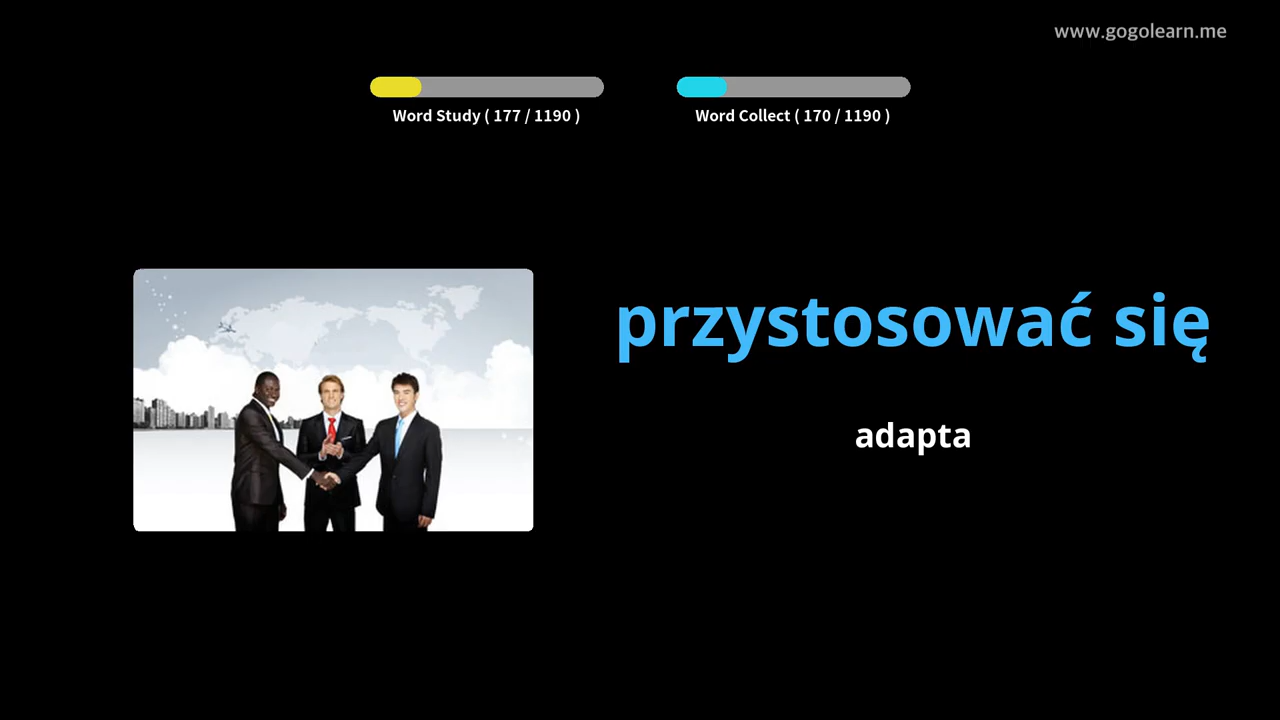 www.gogolearn.me
Word Study ( 177 / 1190 )
Word Collect ( 170 / 1190 )
przystosować się
adapta